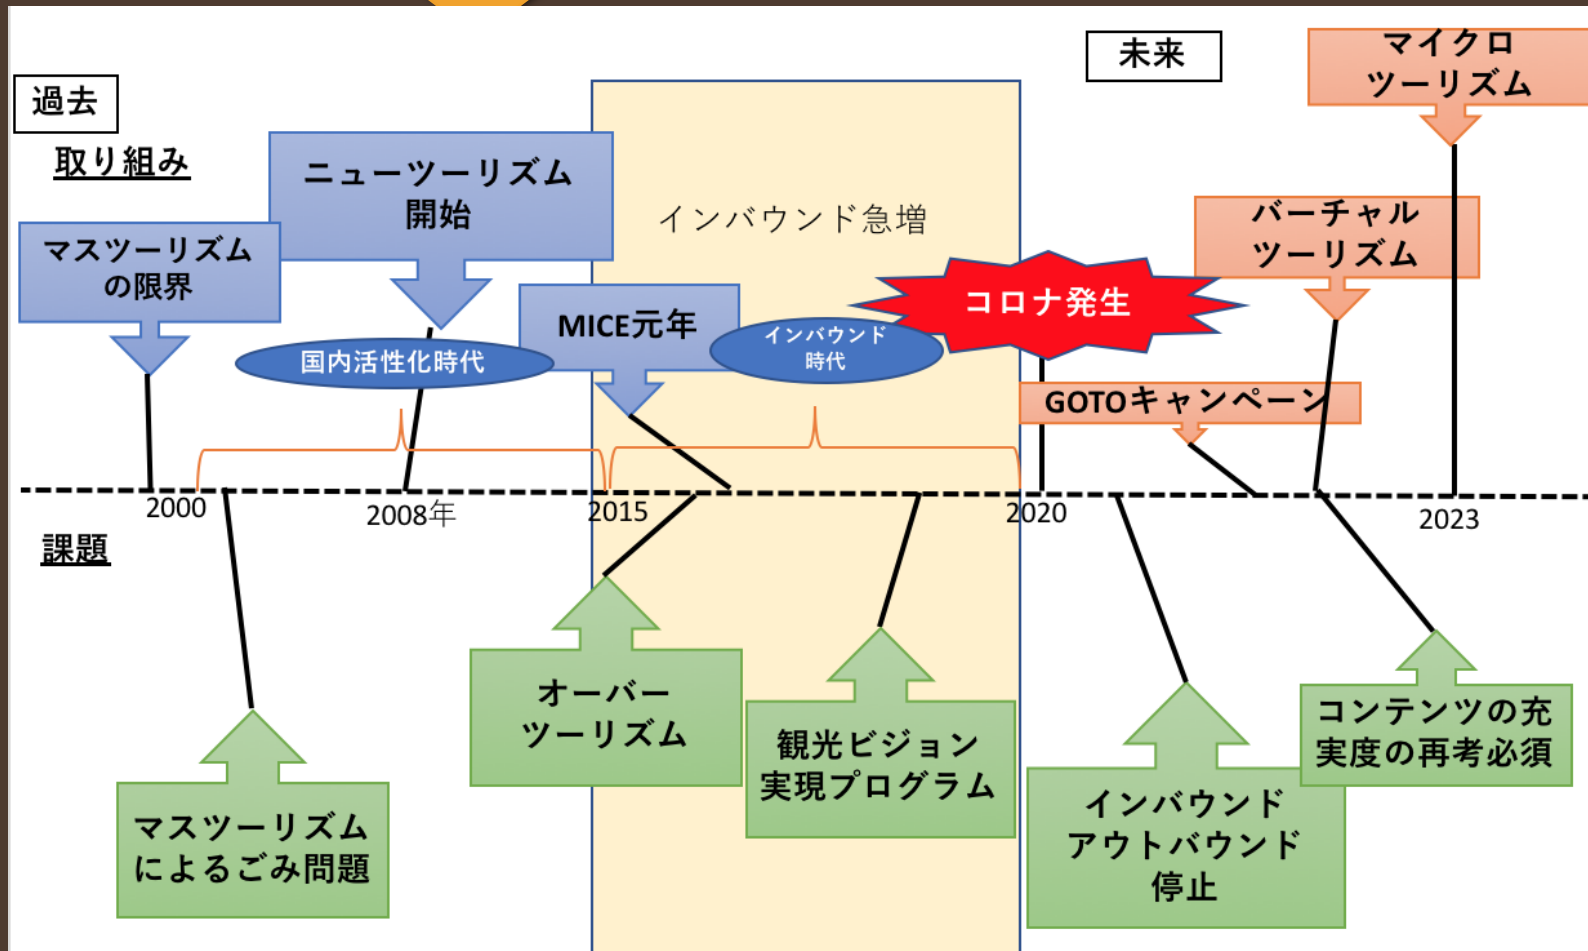 過去
未来
マイクロ
ツーリズム
取り組み
ニューツーリズム
開始
インバウンド急増
バーチャル
ツーリズム
マスツーリズム
の限界
コロナ発生
MICE元年
インバウンド
時代
国内活性化時代
GOTOキャンペーン
2000
2008年
2015
2020
2023
課題
オーバー
ツーリズム
観光ビジョン
実現プログラム
コンテンツの充
実度の再考必須
マスツーリズム
によるごみ問題
インバウンド
アウトバウンド
停止